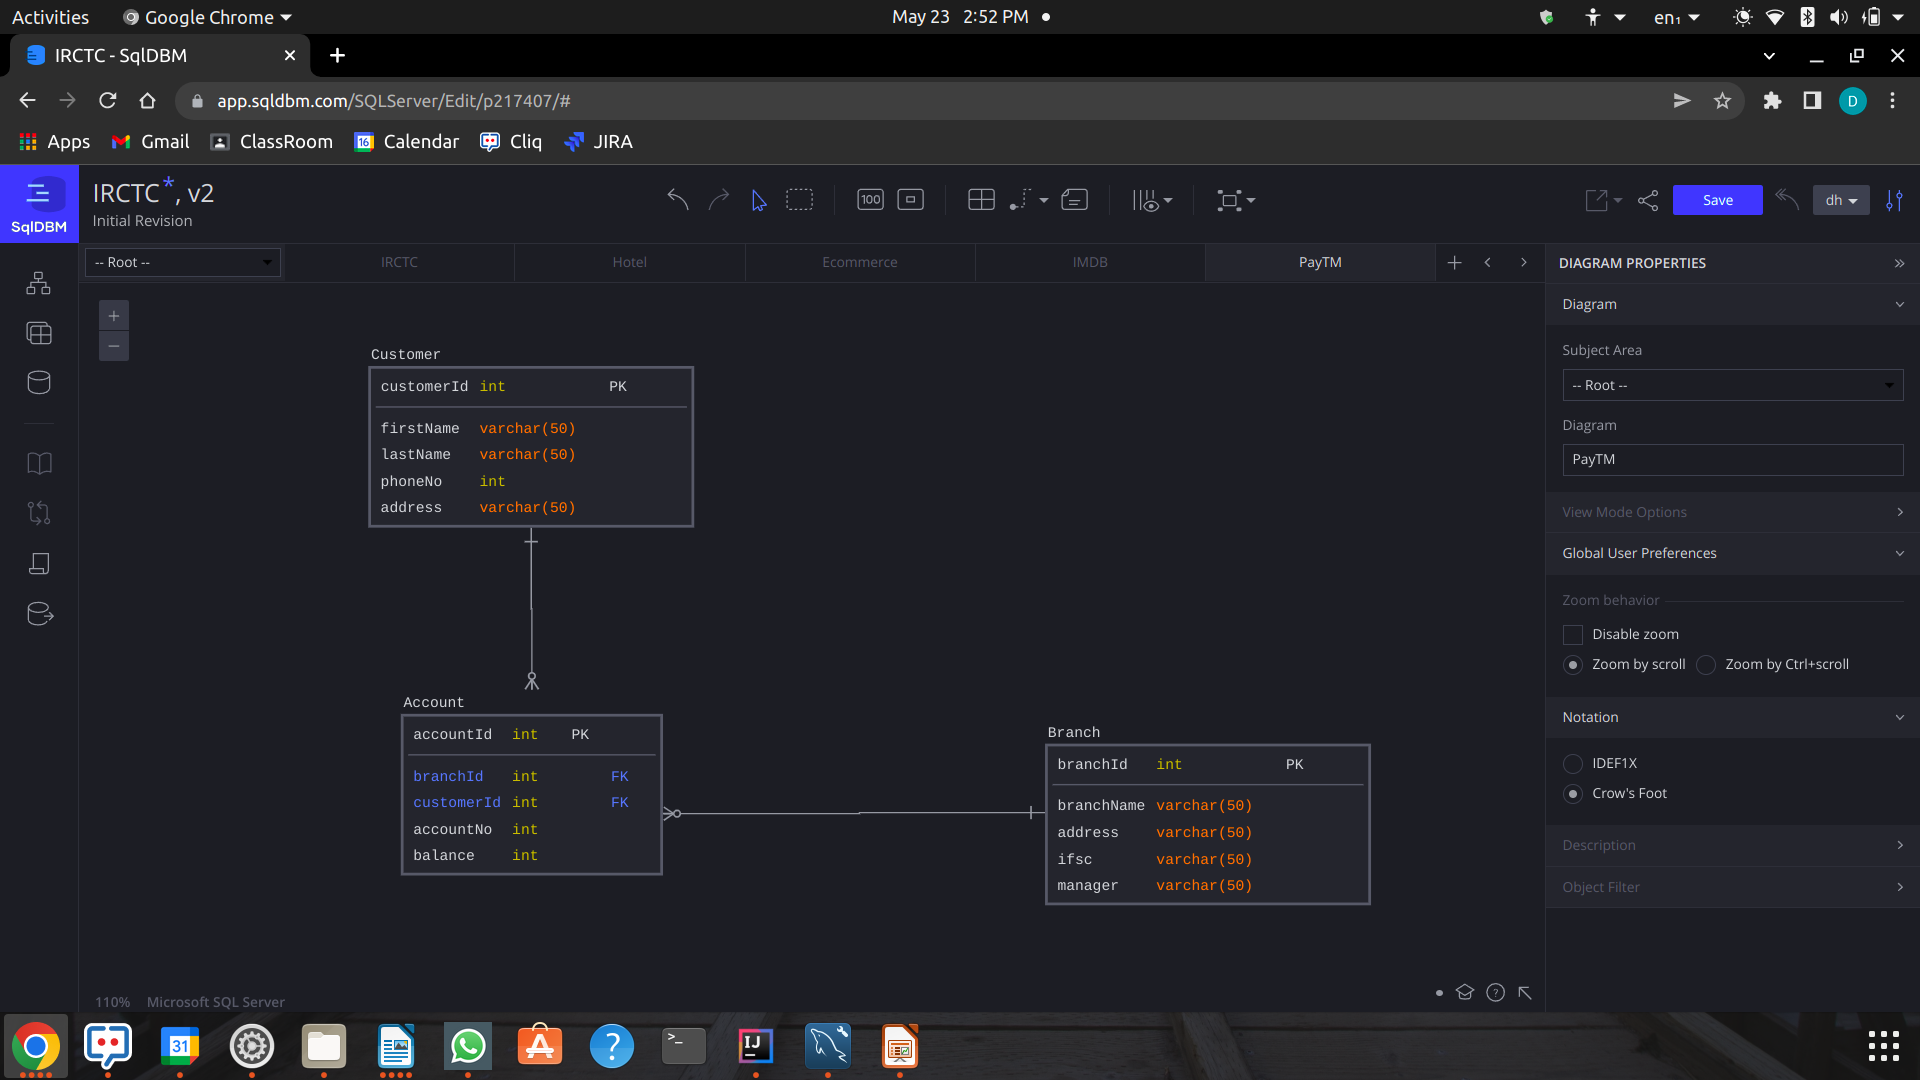 Activities Google Chrome May 23 2:52 PM en₁
IRCTC - SqlDBM
app.sqldbm.com/SQLServer/Edit/p217407/# D
Apps Gmail ClassRoom 16 Calendar Cliq JIRA
SqlDBM
IRCTC*, v2
Initial Revision
100
Save
dh
-- Root -- IRCTC Hotel Ecommerce IMDB PayTM
Customer
customerId int PK
firstName varchar(50)
lastName varchar(50)
phoneNo int
address varchar(50)
Account
accountId int PK
branchId int FK
customerId int FK
accountNo int
balance int
Branch
branchId int PK
branchName varchar(50)
address varchar(50)
ifsc varchar(50)
manager varchar(50)
110% Microsoft SQL Server
DIAGRAM PROPERTIES
Diagram
Subject Area
-- Root --
Diagram
PayTM
View Mode Options
Global User Preferences
Zoom behavior
Disable zoom
Zoom by scroll Zoom by Ctrl+scroll
Notation
IDEF1X
Crow's Foot
Description
Object Filter
31
IJ